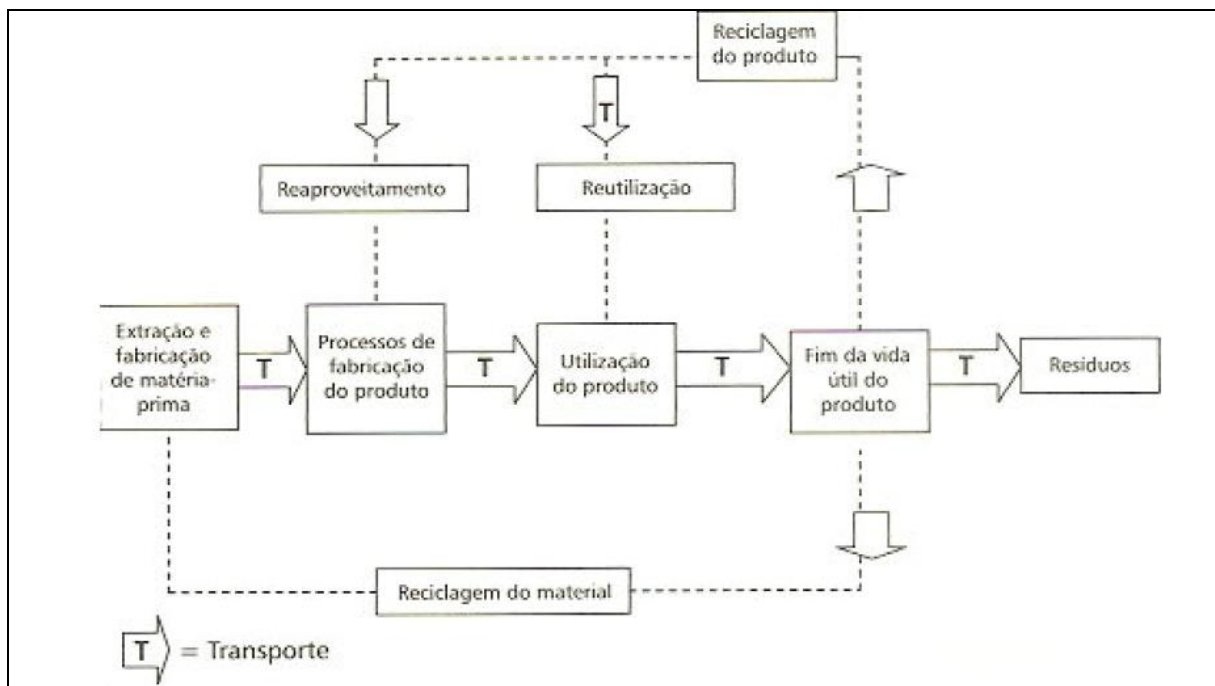 Reciclagem
do produto
T
Reaproveitamento
Reutilização
Extração e
fabricação
de matéria-
prima
T
Processos de
fabricação
do produto
T
Utilização
do produto
T
Fim da vida
útil do
produto
T
Resíduos
Reciclagem do material
T = Transporte